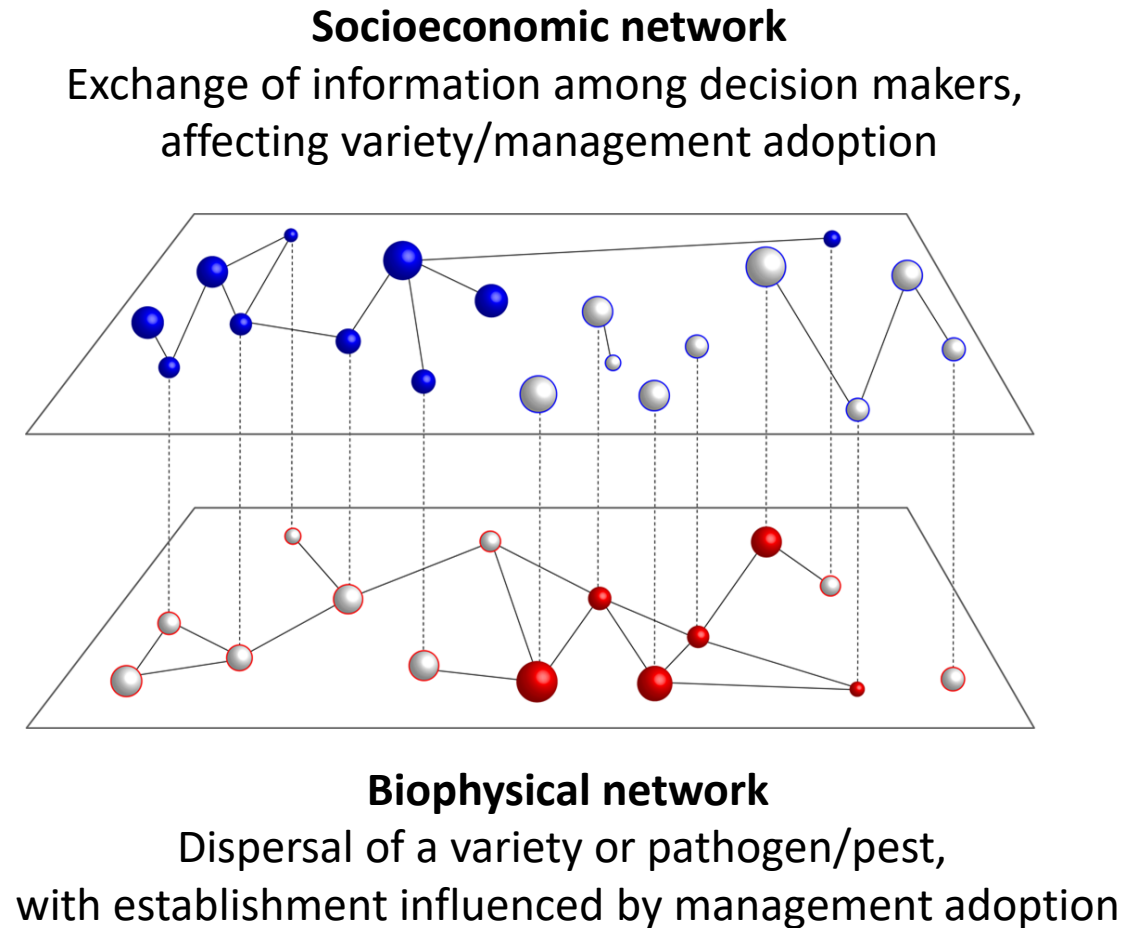 Socioeconomic network
Exchange of information among decision makers,
affecting variety/management adoption
Biophysical network
Dispersal of a variety or pathogen/pest,
with establishment influenced by management adoption